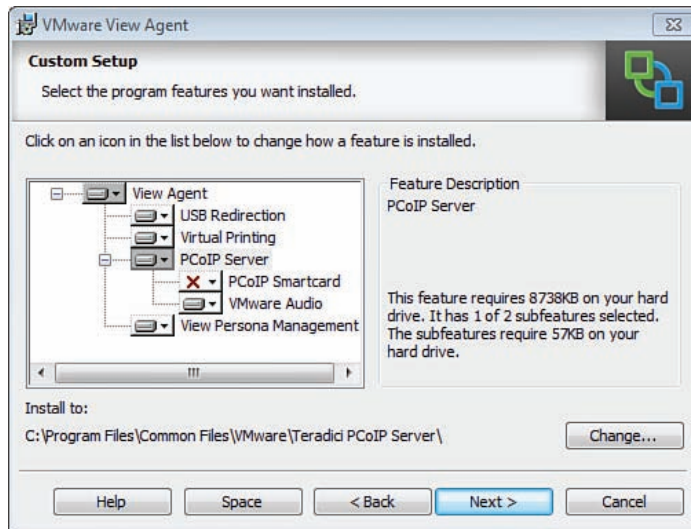 VMware View Agent
Custom Setup
Select the program features you want installed.
Click on an icon in the list below to change how a feature is installed.
View Agent
USB Redirection
Virtual Printing
PCoIP Server
PCoIP Smartcard
VMware Audio
View Persona Management
Feature Description
PCoIP Server
This feature requires 8738KB on your hard
drive. It has 1 of 2 subfeatures selected.
The subfeatures require 57KB on your
hard drive.
Install to:
C:\Program Files\Common Files\VMware\Teradici PCoIP Server\
Change...
Help
Space
< Back
Next >
Cancel